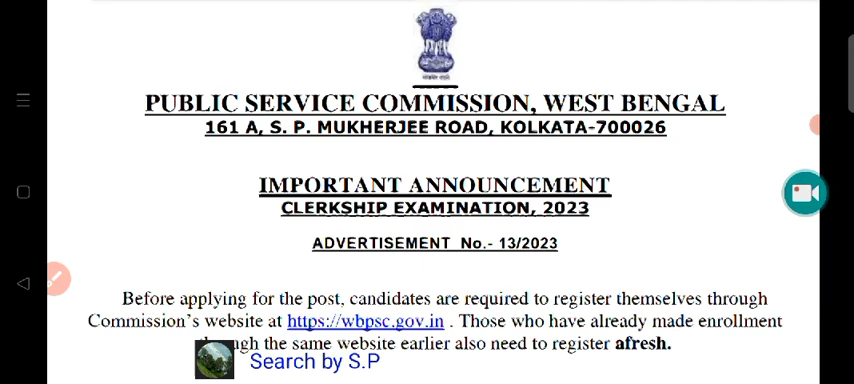 PUBLIC SERVICE COMMISSION, WEST BENGAL
161 A, S. P. MUKHERJEE ROAD, KOLKATA-700026
IMPORTANT ANNOUNCEMENT
CLERKSHIP EXAMINATION, 2023
ADVERTISEMENT No.- 13/2023
Before applying for the post, candidates are required to register themselves through
Commission's website at https://wbpsc.gov.in . Those who have already made enrollment
the same website earlier also need to register afresh.
Search by S.P